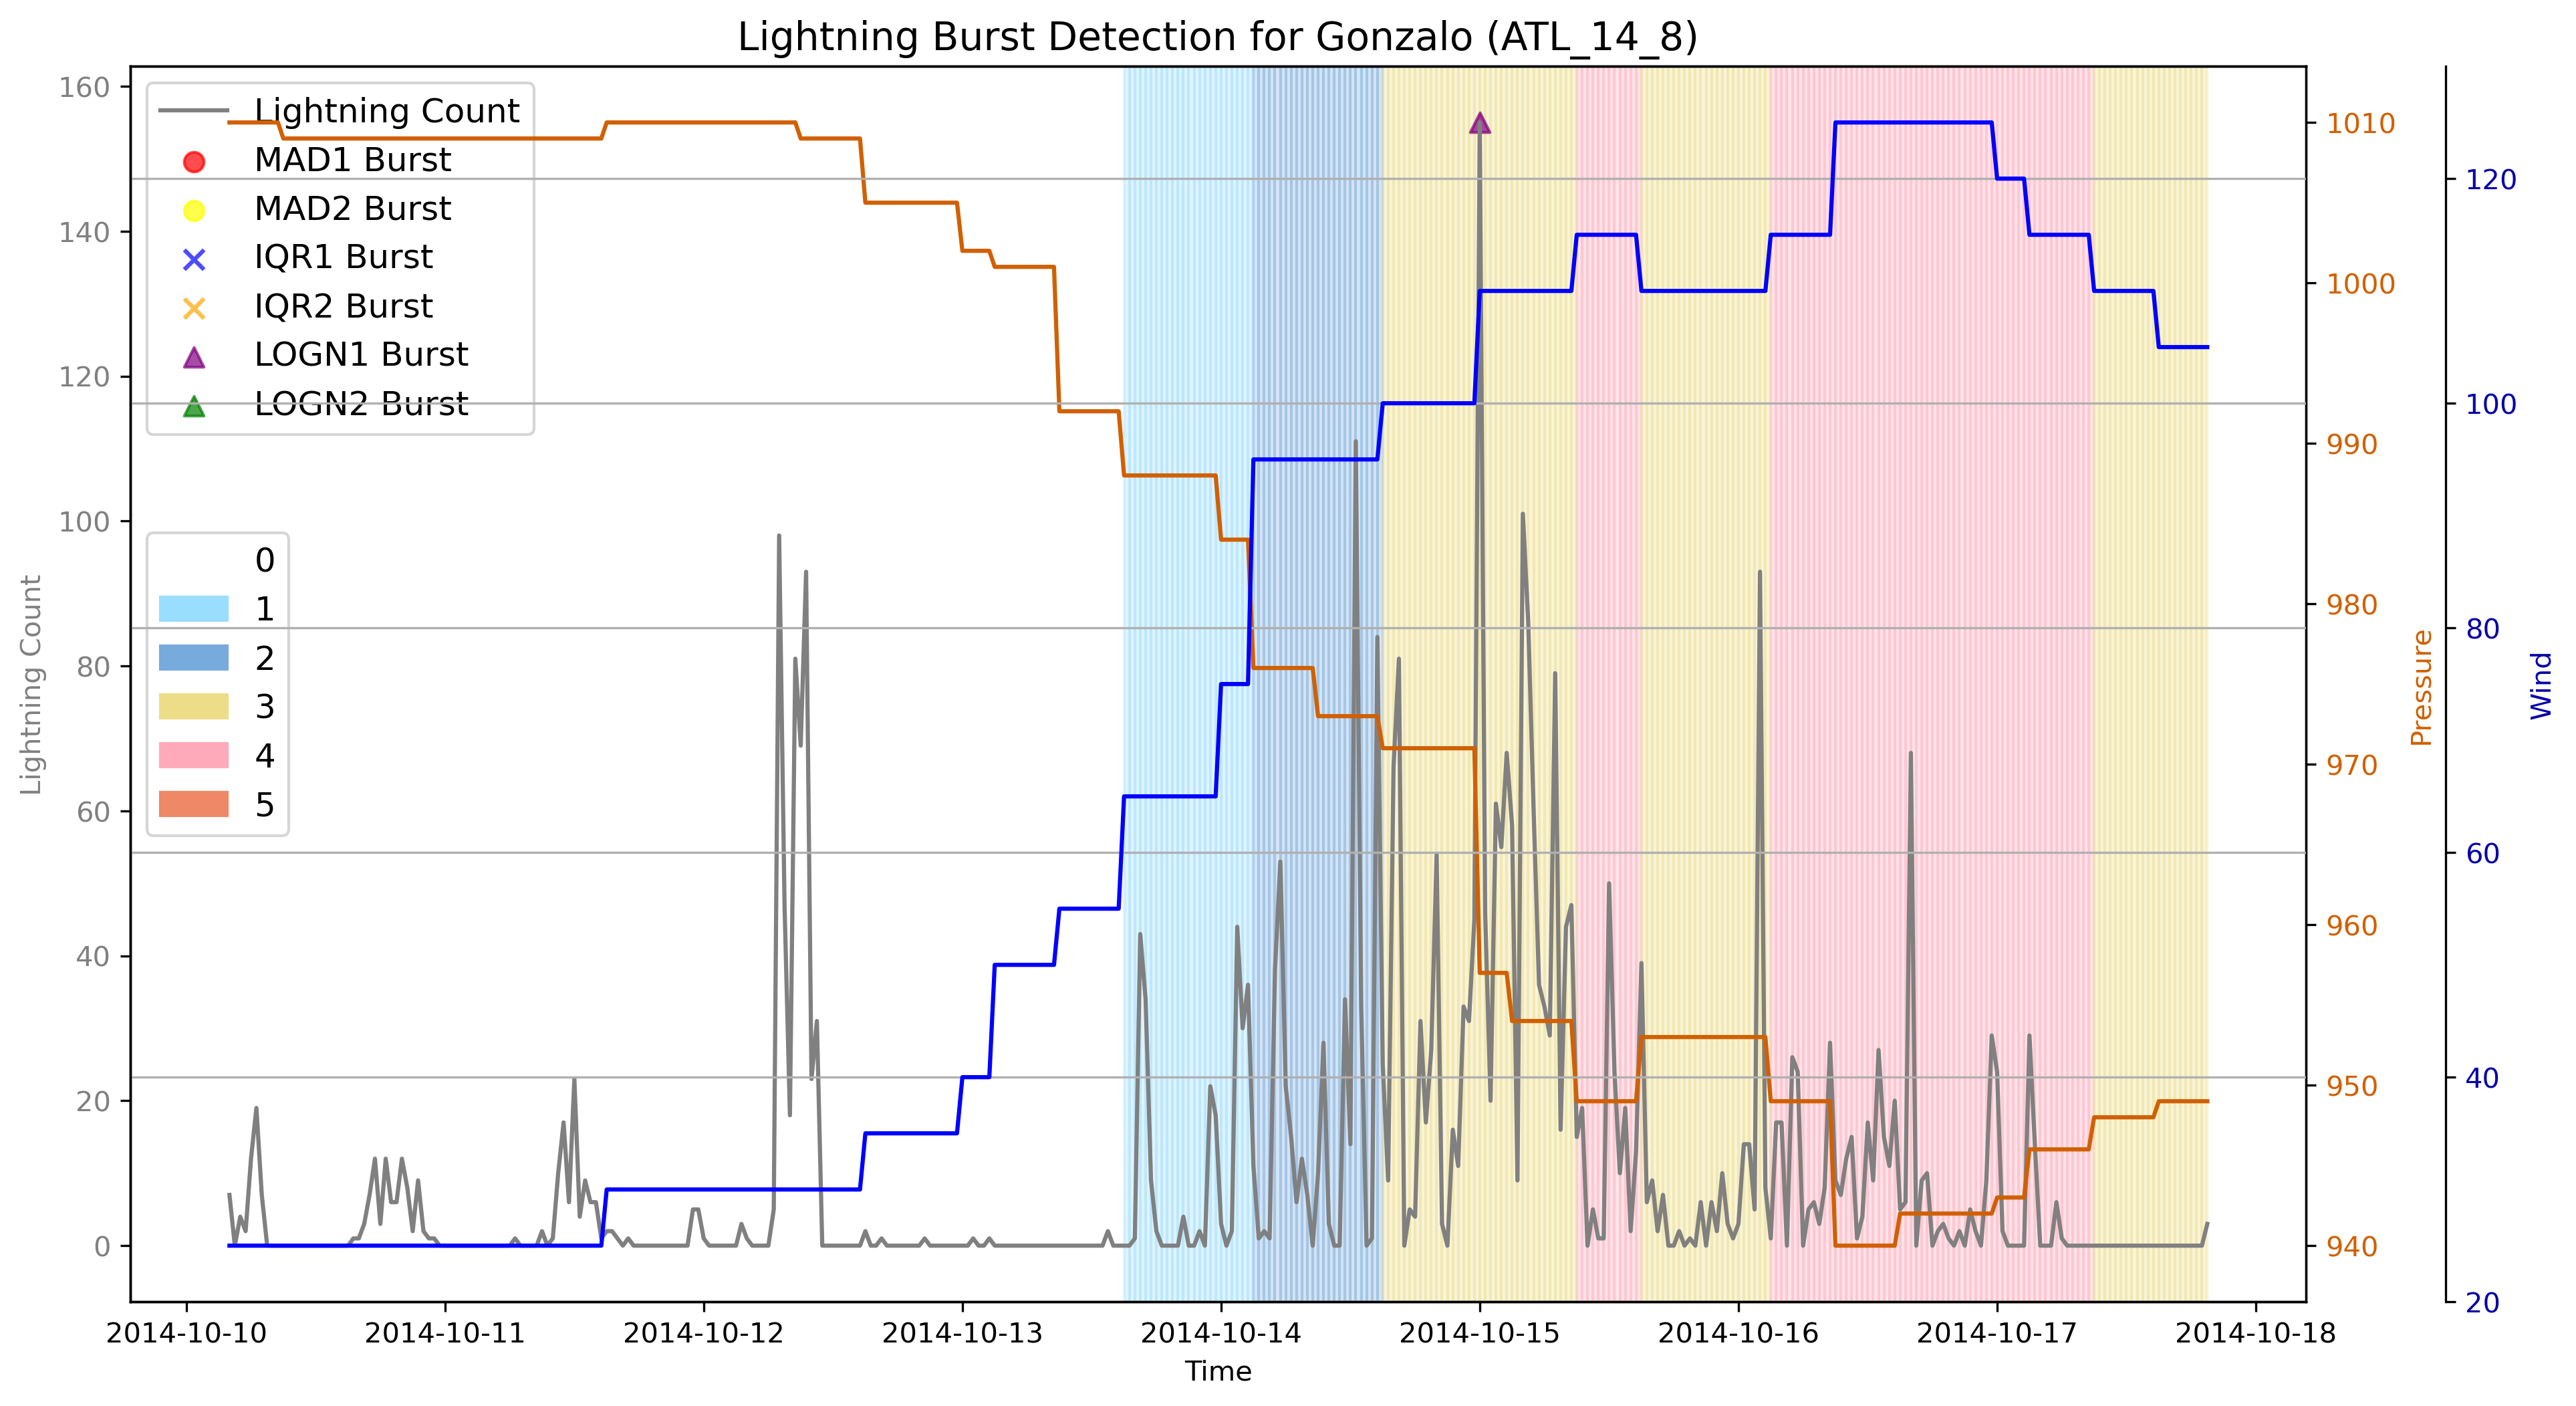 Lightning Burst Detection for Gonzalo (ATL_14_8)
Lightning Count
MAD1 Burst
MAD2 Burst
IQR1 Burst
IQR2 Burst
LOGN1 Burst
LOGN2 Burst
0
1
2
3
4
5
160
140
120
100
80
60
40
20
0
Lightning Count
1010
1000
990
980
970
960
950
940
Pressure
120
100
80
60
40
20
Wind
2014-10-10 2014-10-11 2014-10-12 2014-10-13 2014-10-14 2014-10-15 2014-10-16 2014-10-17 2014-10-18
Time